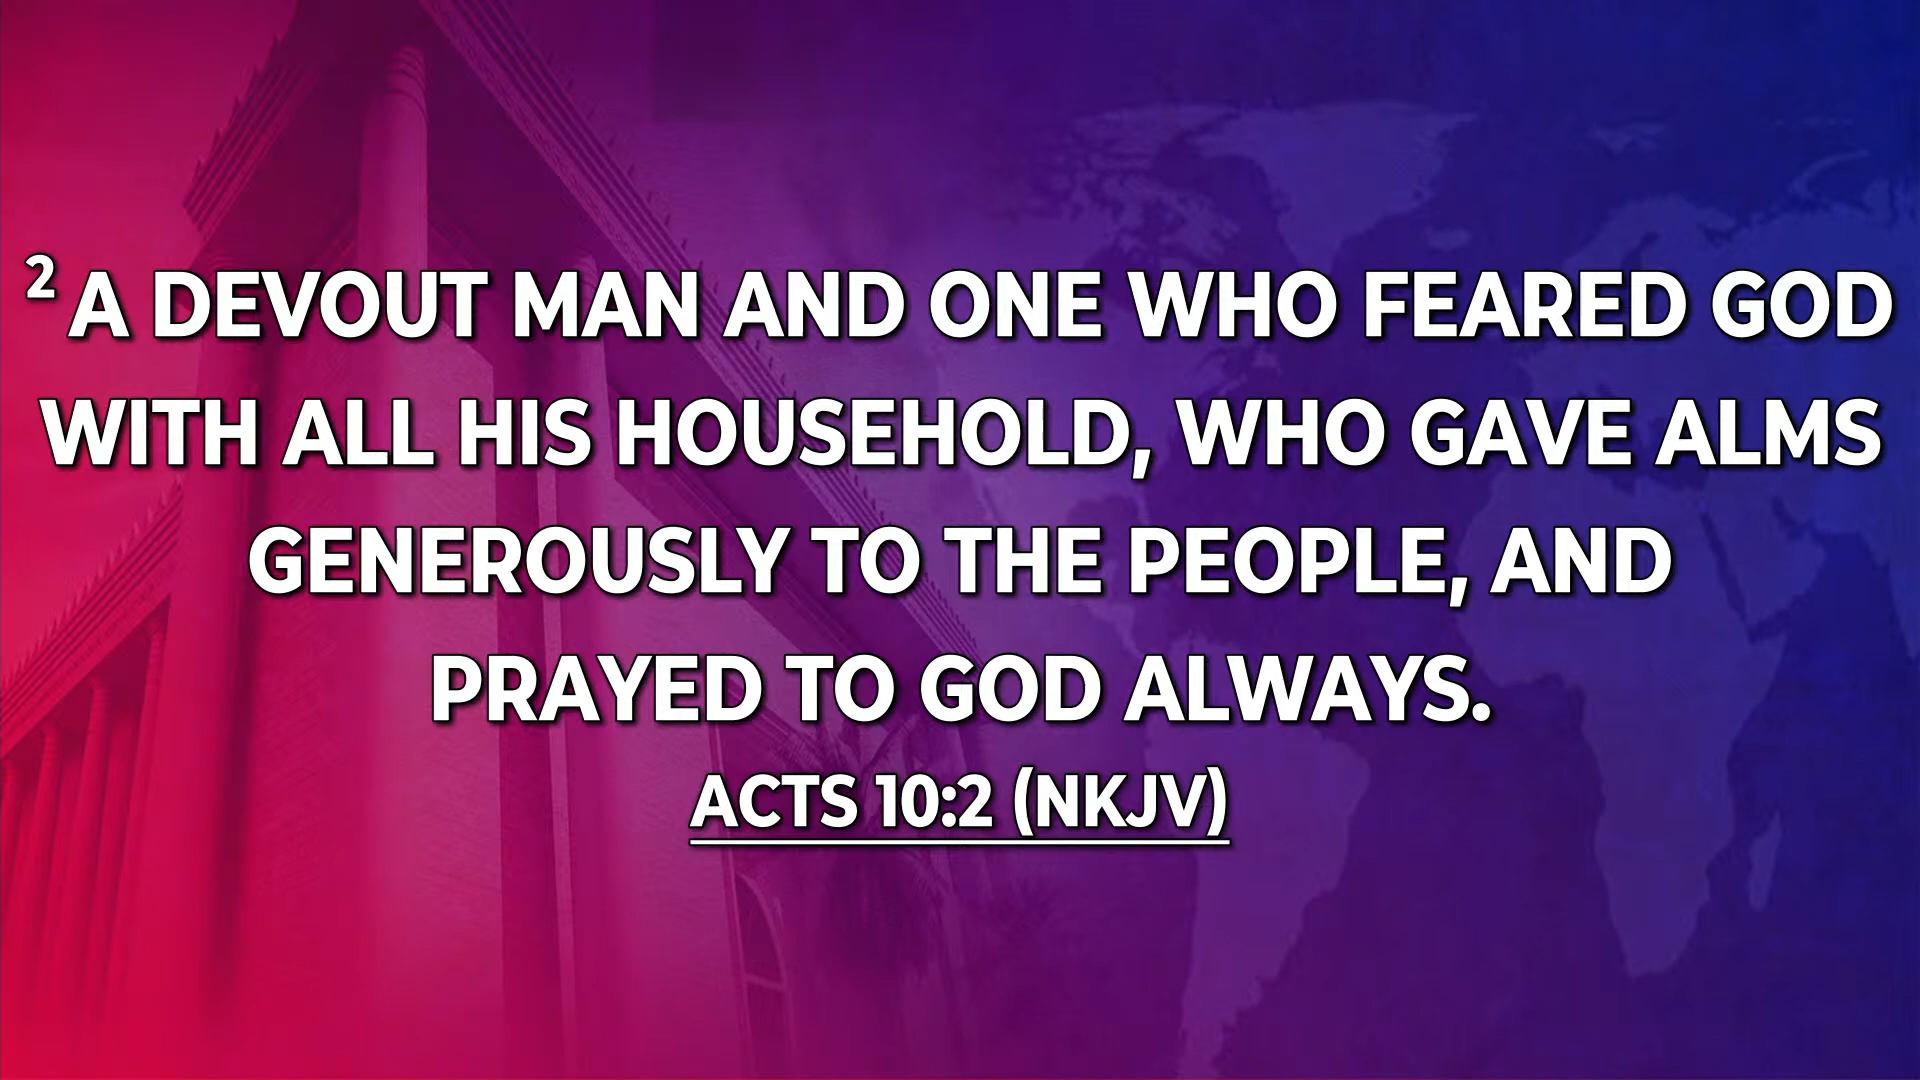 2 A DEVOUT MAN AND ONE WHO FEARED GOD
WITH ALL HIS HOUSEHOLD, WHO GAVE ALMS
GENEROUSLY TO THE PEOPLE, AND
PRAYED TO GOD ALWAYS.
ACTS 10:2 (NKJV)